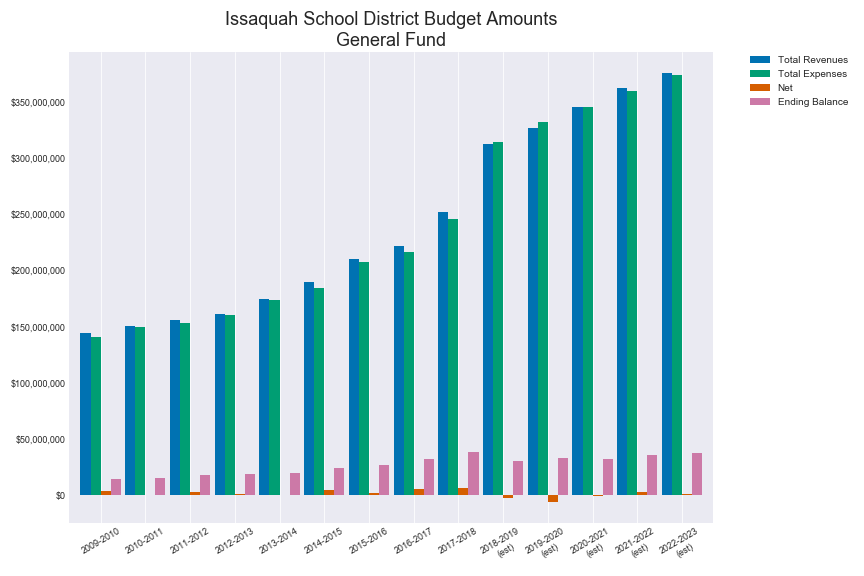 Issaquah School District Budget Amounts
General Fund
Total Revenues
Total Expenses
Net
Ending Balance
$350,000,000
$300,000,000
$250,000,000
$200,000,000
$150,000,000
$100,000,000
$50,000,000
$0
2009-2010
2010-2011
2011-2012
2012-2013
2013-2014
2014-2015
2015-2016
2016-2017
2017-2018
2018-2019
(est)
2019-2020
(est)
2020-2021
(est)
2021-2022
(est)
2022-2023
(est)